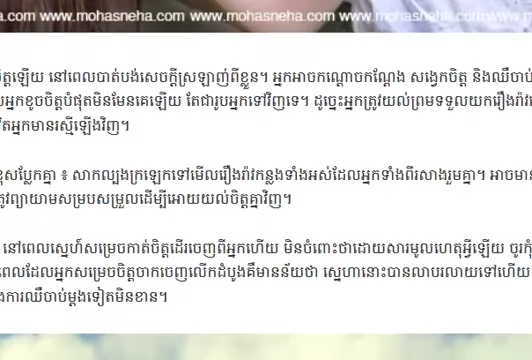 www.mohasneha.com www.mohasneha.com www.mohasneha.com
ចិត្តឡើយ នៅពេលបាត់បង់សេចក្ដីស្រឡាញ់ពីខ្លួន។ អ្នកអាចកណ្ដោចកណ្ដែង សង្វេកចិត្ត និងឈឺចាប់
អ្នកខូចចិត្តបំផុតមិនមែនគេឡើយ តែជារូបអ្នកទៅវិញទេ។ ដូច្នេះអ្នកត្រូវយល់ព្រមទទួលយករឿងរ៉ាវ
អ្នកមានរស្មីឡើងវិញ។
ខុសប្លែកគ្នា ៖ សាកល្បងក្រឡេកទៅមើលរឿងរ៉ាវកន្លងទាំងអស់ដែលអ្នកទាំងពីរសាងរួមគ្នា។ អាចមាន
ត្រូវព្យាយាមសម្របសម្រួលដើម្បីអោយយល់ចិត្តគ្នាវិញ។
នៅពេលស្នេហ៍សម្រេចកាត់ចិត្តដើរចេញពីអ្នកហើយ មិនចំពោះថាដោយសារមូលហេតុអ្វីឡើយ ចូរកុំ
ពេលដែលអ្នកសម្រេចចិត្តចាកចេញលើកដំបូងគឺមានន័យថា ស្នេហានោះបានលាបរលាយទៅហើយ
ការឈឺចាប់ម្ដងទៀតមិនខាន។